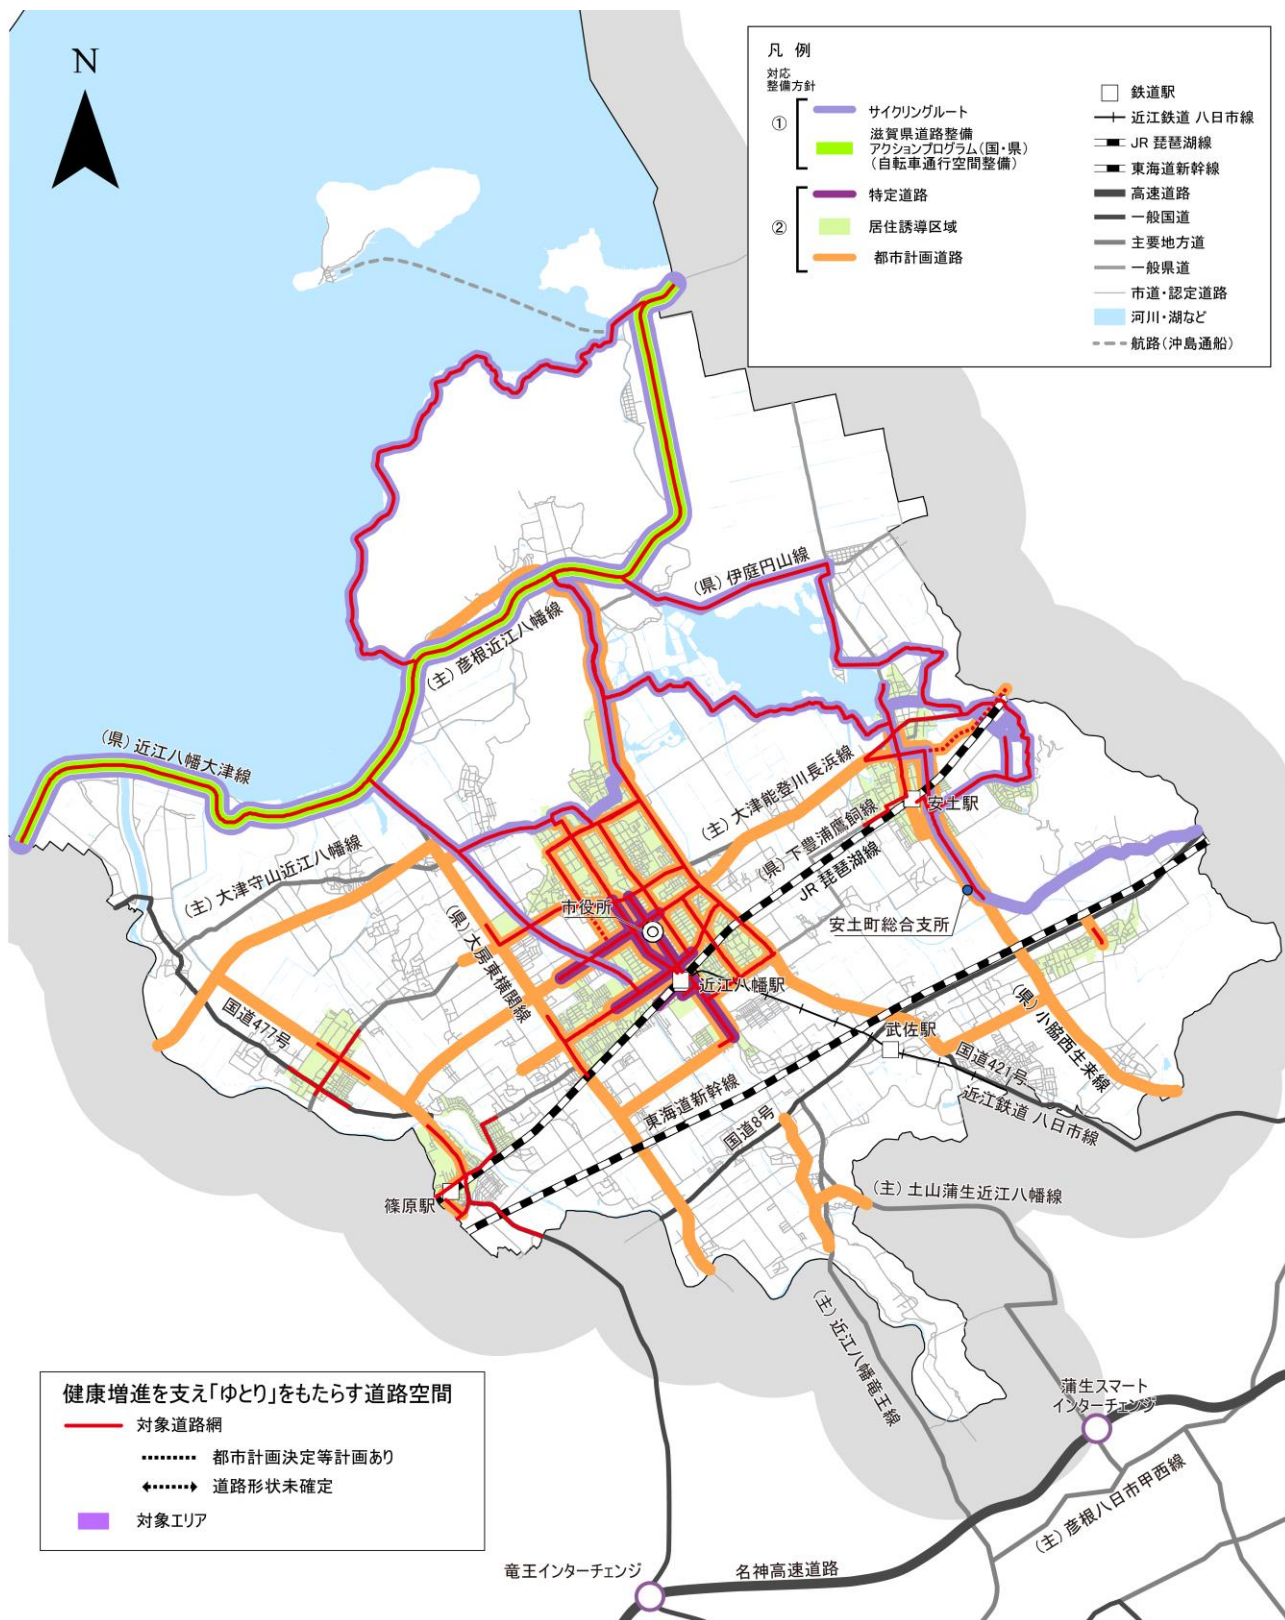 N
凡 例
対応
整備方針
①
サイクリングルート
滋賀県道路整備
アクションプログラム(国・県)
(自転車通行空間整備)
②
特定道路
居住誘導区域
都市計画道路
鉄道駅
近江鉄道 八日市線
JR 琵琶湖線
東海道新幹線
高速道路
一般国道
主要地方道
一般県道
市道・認定道路
河川・湖など
航路(沖島通船)
(県)伊庭円山線
(主)彦根近江八幡線
(県)近江八幡大津線
(主)大津能登川長浜線
(県)下豊浦鷹飼線
JR 琵琶湖線
安土駅
(主)大津守山近江八幡線
市役所
安土町総合支所
(県)大房東横関線
近江八幡駅
国道477号
武佐駅
(県)小脇西生来線
国道421号
近江鉄道 八日市線
東海道新幹線
国道8号
篠原駅
(主)土山蒲生近江八幡線
(主)近江八幡竜王線
蒲生スマート
インターチェンジ
(主)彦根八日市甲西線
竜王インターチェンジ
名神高速道路
健康増進を支え「ゆとり」をもたらす道路空間
対象道路網
都市計画決定等計画あり
道路形状未確定
対象エリア